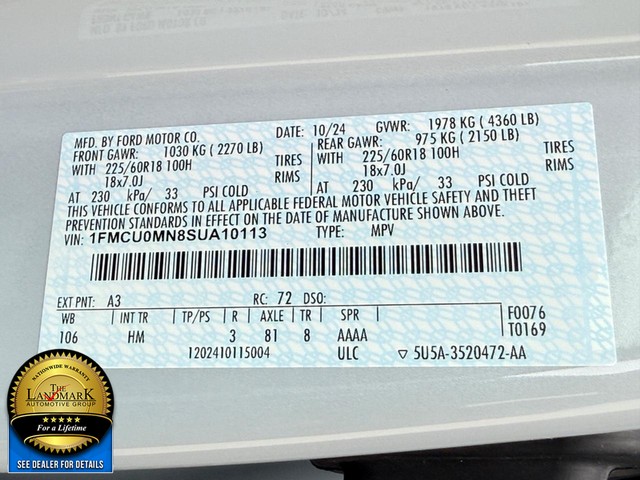 MFD. BY FORD MOTOR CO. DATE: 10/24 GVWR: 1978 KG ( 4360 LB)
FRONT GAWR: 1030 KG ( 2270 LB) REAR GAWR: 975 KG ( 2150 LB)
WITH 225/60R18 100H TIRES WITH 225/60R18 100H TIRES
18x7.0J RIMS 18x7.0J RIMS
AT 230 kPa/ 33 PSI COLD AT 230 kPa/ 33 PSI COLD
THIS VEHICLE CONFORMS TO ALL APPLICABLE FEDERAL MOTOR VEHICLE SAFETY AND THEFT
PREVENTION STANDARDS IN EFFECT ON THE DATE OF MANUFACTURE SHOWN ABOVE.
VIN: 1FMCU0MN8SUA10113 TYPE: MPV
EXT PNT: A3 RC: 72 DSO:
WB INT TR TP/PS R AXLE TR SPR F0076
106 HM 3 81 8 AAAA T0169
1202410115004 ULC ▽ 5U5A-3520472-AA
NATIONWIDE WARRANTY
THE
LANDMARK
AUTOMOTIVE GROUP
For a Lifetime
SEE DEALER FOR DETAILS